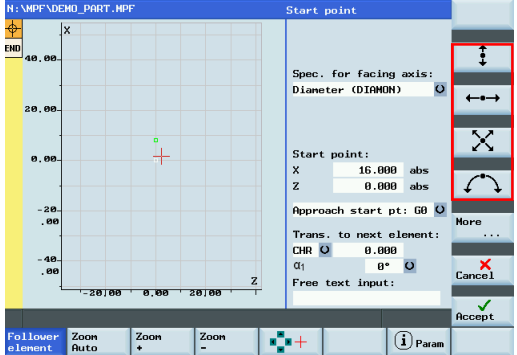 N:\MPF\DEMO_PART.MPF
Start point
X
END
40,00
20,00
0,00
-20
,00
-40
,00
-20,00 0,00 20,00
Z
Spec. for facing axis:
Diameter (DIAMON)
Start point:
X 16.000 abs
Z 0.000 abs
Approach start pt: G0
Trans. to next element:
CHR 0.000
α1 0°
Free text input:
More
...
Cancel
Accept
Follower
element
Zoom
Auto
Zoom
+
Zoom
-
i Param